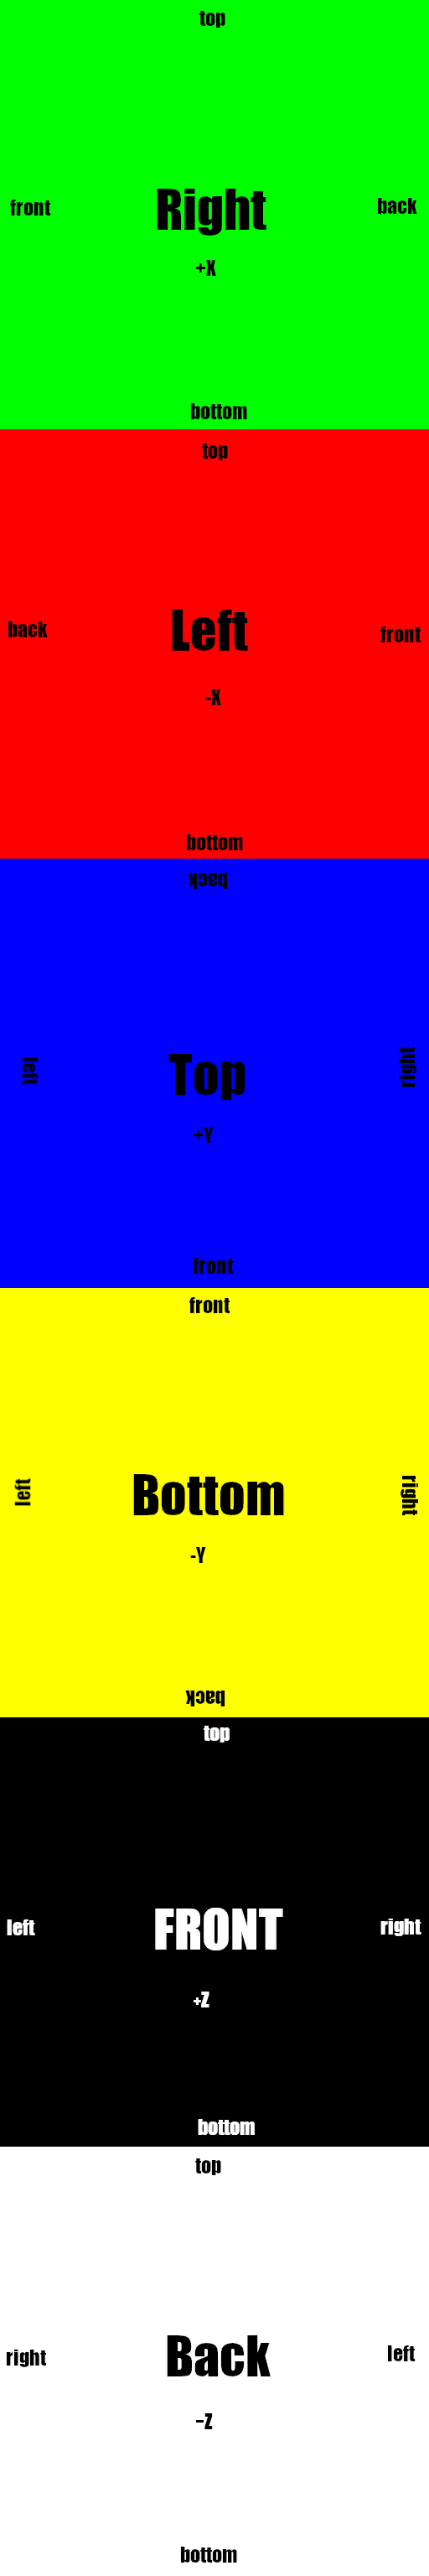 top
front Right back
+X
bottom
top
back Left front
-X
bottom
back
left Top right
+Y
front
front
left Bottom right
-Y
back
top
left FRONT right
+Z
bottom
top
right Back left
-Z
bottom